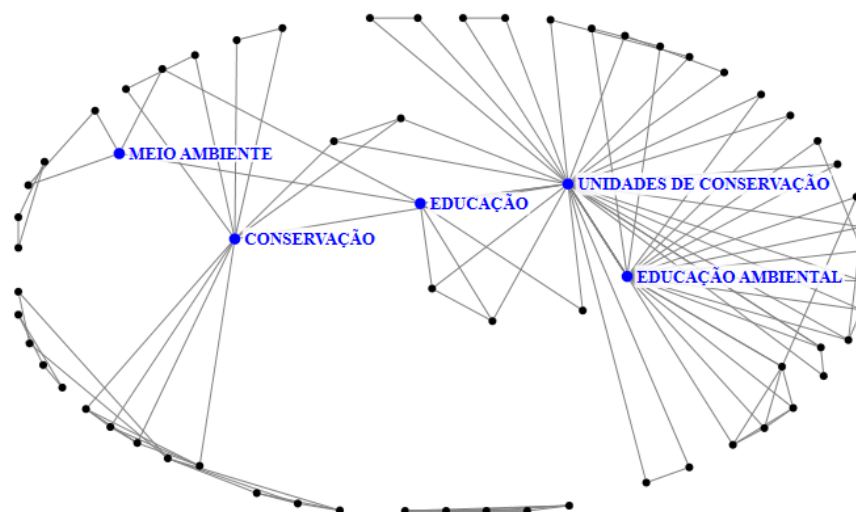 MEIO AMBIENTE
UNIDADES DE CONSERVAÇÃO
EDUCAÇÃO
CONSERVAÇÃO
EDUCAÇÃO AMBIENTAL